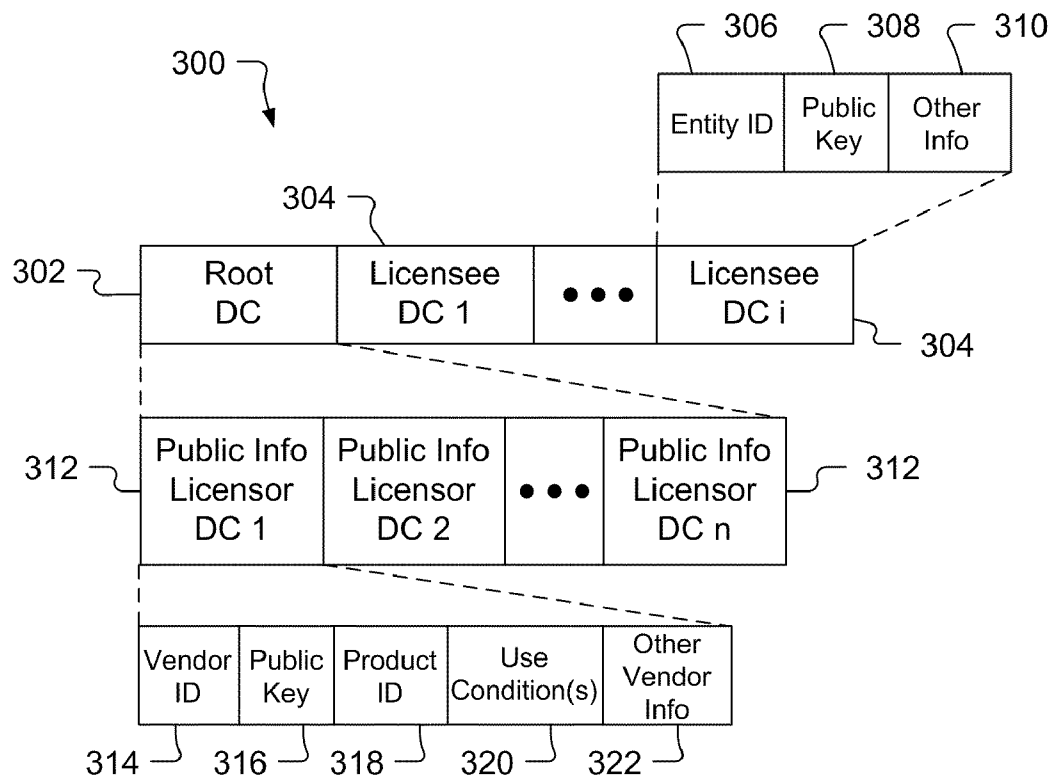 306 308 310
300
Entity ID Public Key Other Info
304
302
Root DC
Licensee DC 1
●●●
Licensee DC i
304
312
Public Info Licensor DC 1
Public Info Licensor DC 2
●●●
Public Info Licensor DC n
312
Vendor ID
Public Key
Product ID
Use Condition(s)
Other Vendor Info
314 316 318 320 322